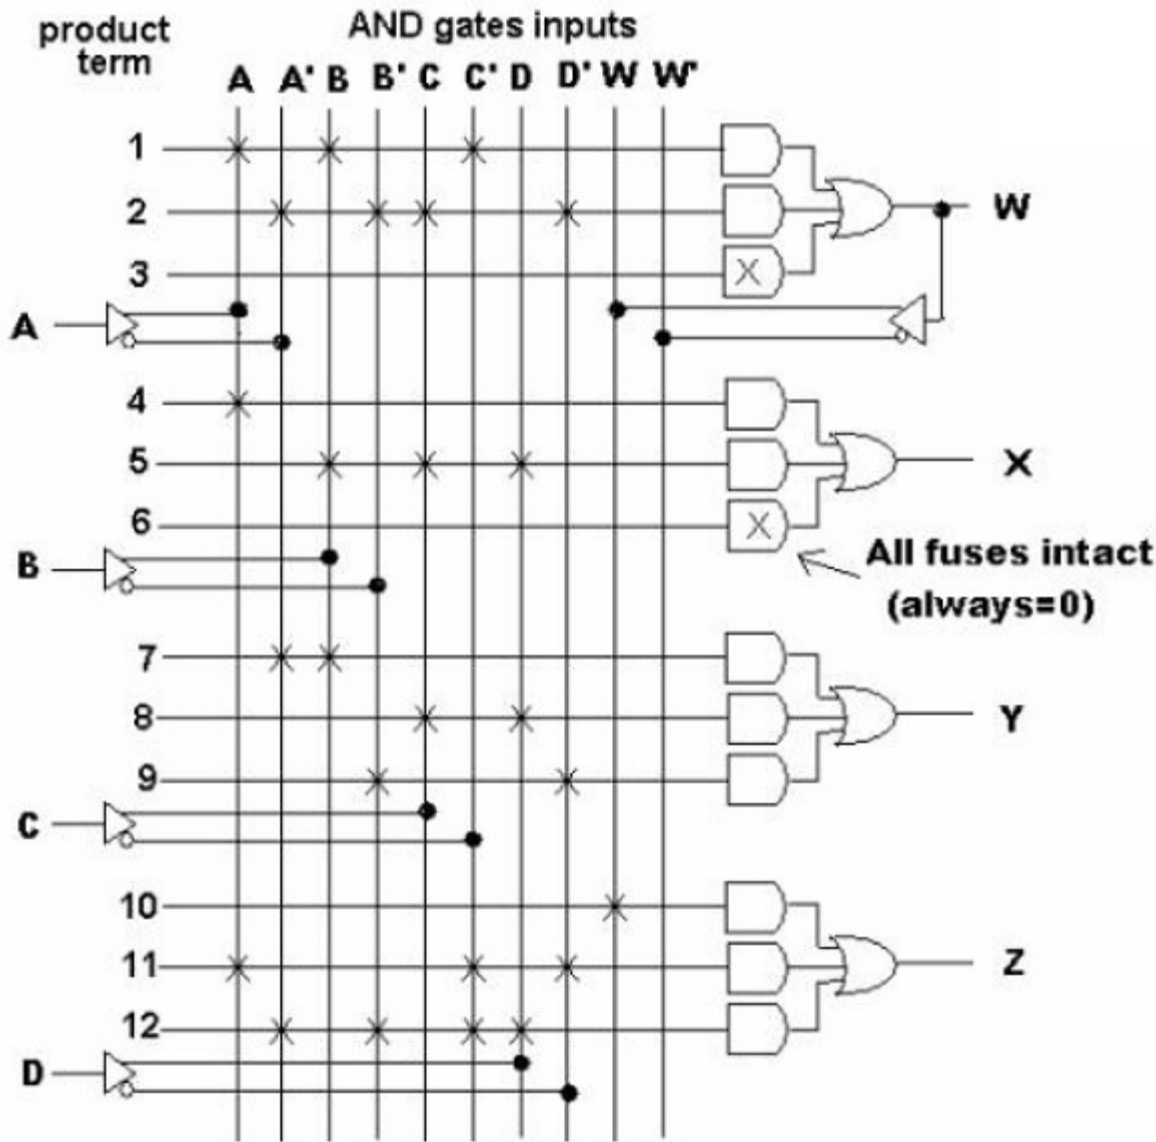 product term
AND gates inputs
A A' B B' C C' D D' W W'
1
2
W
3
X
A
4
5
X
6
X
B
All fuses intact
(always=0)
7
8
Y
9
C
10
11
Z
12
D